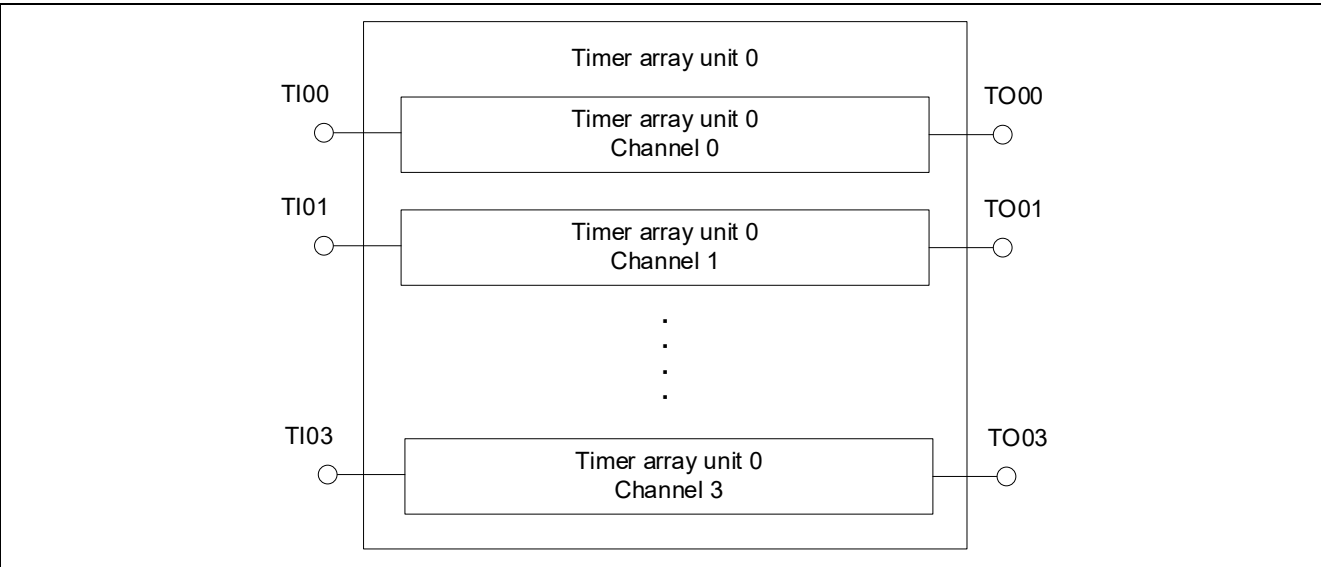 Timer array unit 0
TI00
TO00
Timer array unit 0
Channel 0
TI01
TO01
Timer array unit 0
Channel 1
TI03
TO03
Timer array unit 0
Channel 3